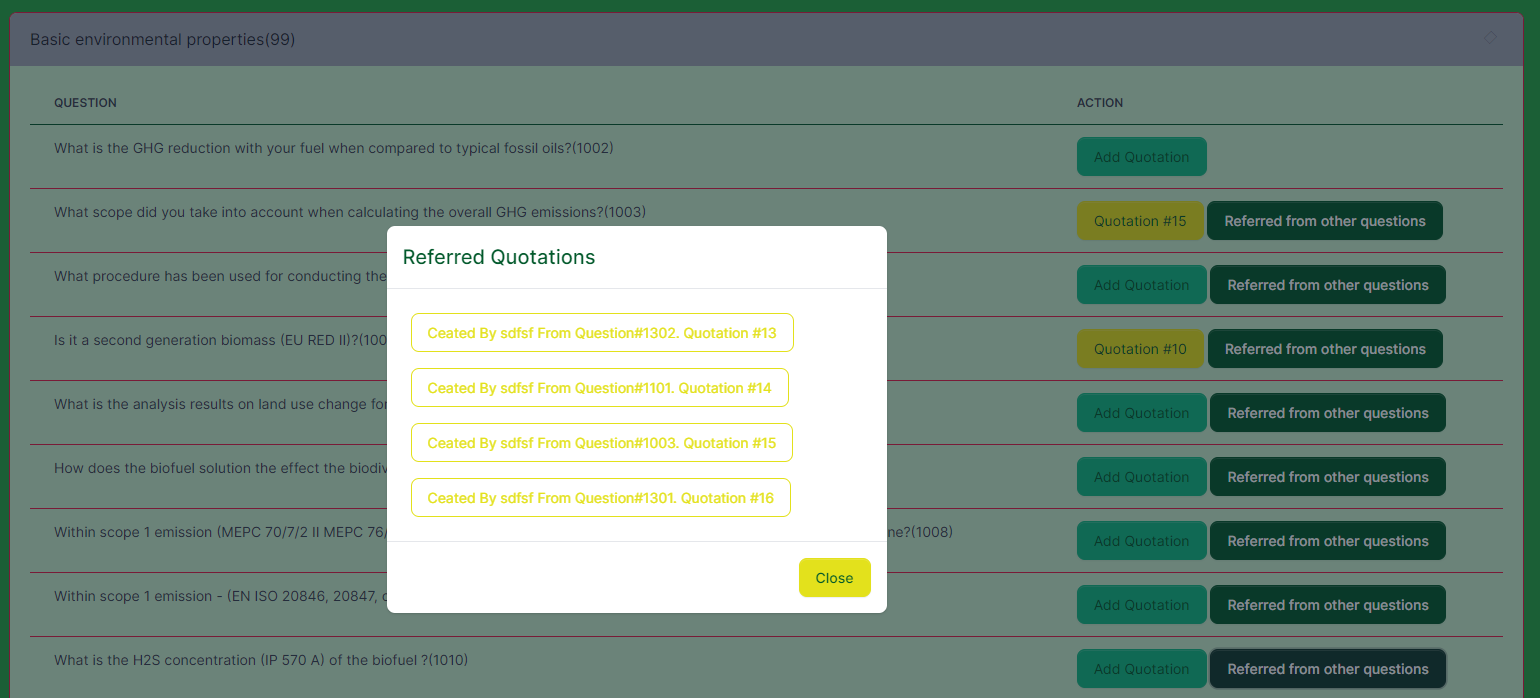 Basic environmental properties(99)
QUESTION ACTION
What is the GHG reduction with your fuel when compared to typical fossil oils?(1002) Add Quotation
What scope did you take into account when calculating the overall GHG emissions?(1003) Quotation #15 Referred from other questions
What procedure has been used for conducting the Add Quotation Referred from other questions
Is it a second generation biomass (EU RED II)?(100 Quotation #10 Referred from other questions
What is the analysis results on land use change for Add Quotation Referred from other questions
How does the biofuel solution the effect the biodiv Add Quotation Referred from other questions
Within scope 1 emission (MEPC 70/7/2 II MEPC 76/ ne?(1008) Add Quotation Referred from other questions
Within scope 1 emission - (EN ISO 20846, 20847, Add Quotation Referred from other questions
What is the H2S concentration (IP 570 A) of the biofuel ?(1010) Add Quotation Referred from other questions
Referred Quotations
Ceated By sdfsf From Question#1302. Quotation #13
Ceated By sdfsf From Question#1101. Quotation #14
Ceated By sdfsf From Question#1003. Quotation #15
Ceated By sdfsf From Question#1301. Quotation #16
Close